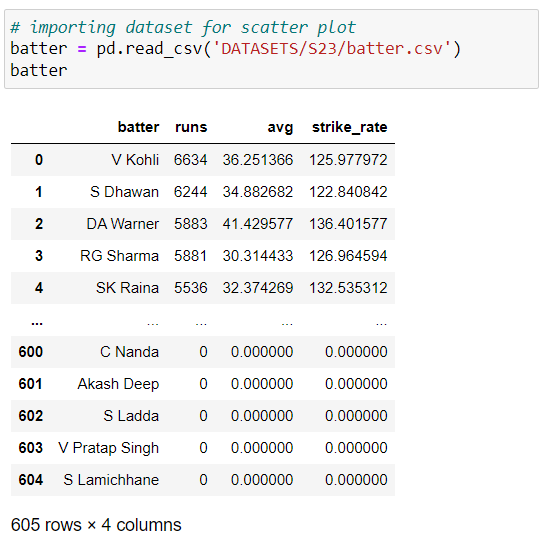 # importing dataset for scatter plot
batter = pd.read_csv('DATASETS/S23/batter.csv')
batter
batter runs avg strike_rate
0 V Kohli 6634 36.251366 125.977972
1 S Dhawan 6244 34.882682 122.840842
2 DA Warner 5883 41.429577 136.401577
3 RG Sharma 5881 30.314433 126.964594
4 SK Raina 5536 32.374269 132.535312
... ... ... ... ...
600 C Nanda 0 0.000000 0.000000
601 Akash Deep 0 0.000000 0.000000
602 S Ladda 0 0.000000 0.000000
603 V Pratap Singh 0 0.000000 0.000000
604 S Lamichhane 0 0.000000 0.000000
605 rows × 4 columns